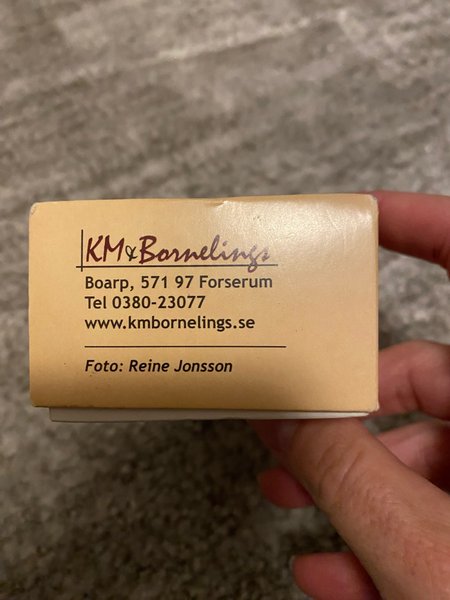 KM&Bornelings
Boarp, 571 97 Forserum
Tel 0380-23077
www.kmbornelings.se
Foto: Reine Jonsson